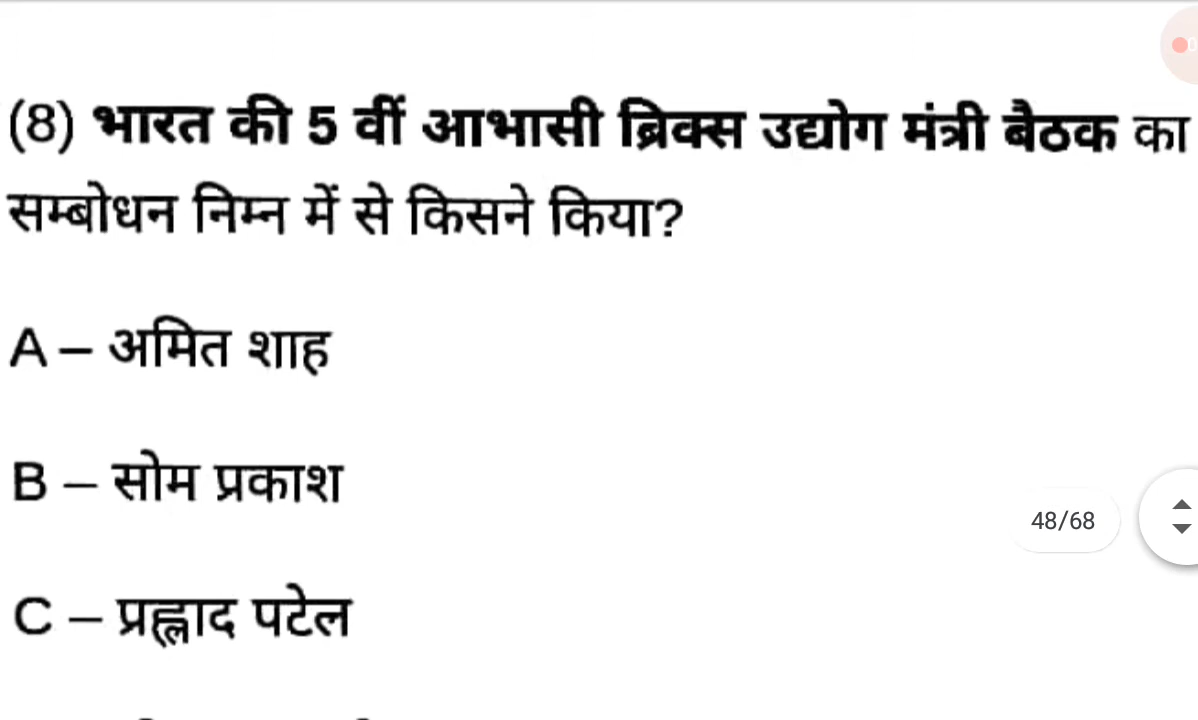 (8) भारत की 5 वीं आभासी ब्रिक्स उद्योग मंत्री बैठक का
सम्बोधन निम्न में से किसने किया?
A – अमित शाह
B – सोम प्रकाश
48/68
C – प्रह्लाद पटेल